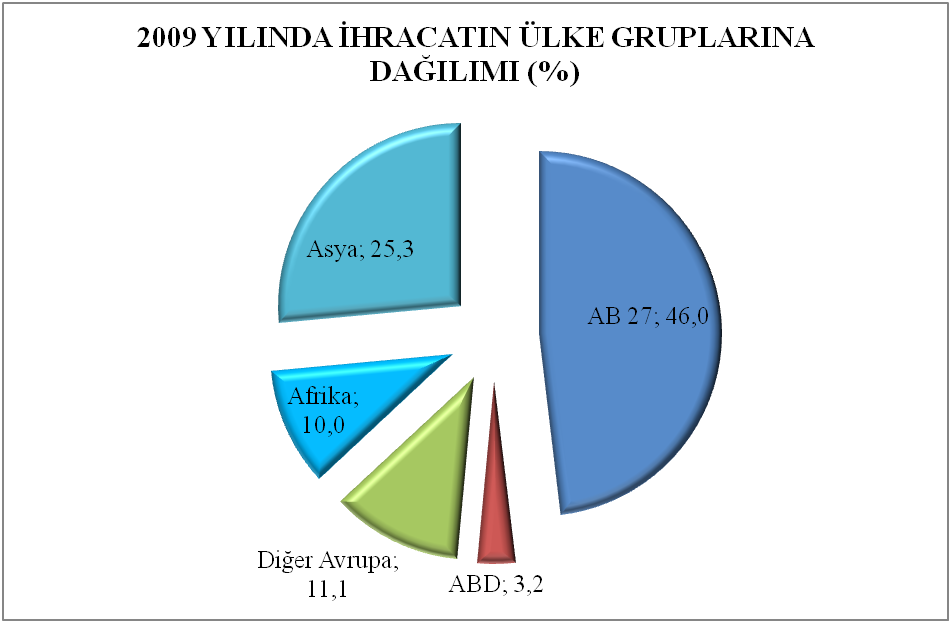 2009 YILINDA İHRACATIN ÜLKE GRUPLARINA
DAĞILIMI (%)
Asya; 25,3
AB 27; 46,0
Afrika;
10,0
Diğer Avrupa;
11,1
ABD; 3,2